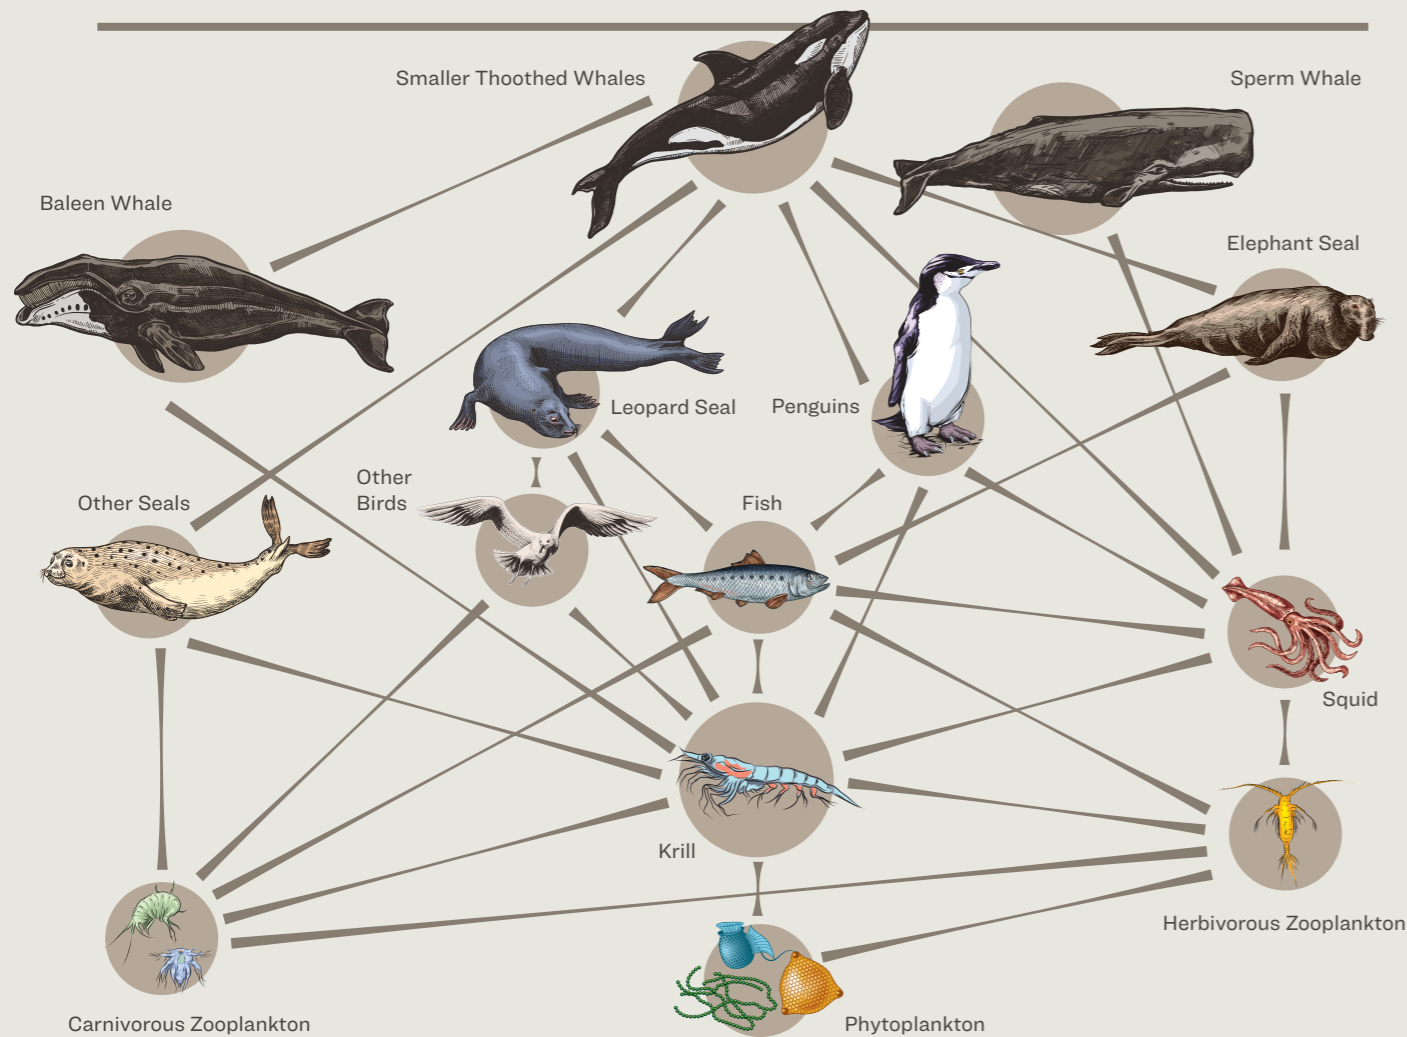 Smaller Thoothed Whales
Sperm Whale
Baleen Whale
Elephant Seal
Leopard Seal
Penguins
Other
Birds
Other Seals
Fish
Squid
Krill
Herbivorous Zooplankton
Carnivorous Zooplankton
Phytoplankton